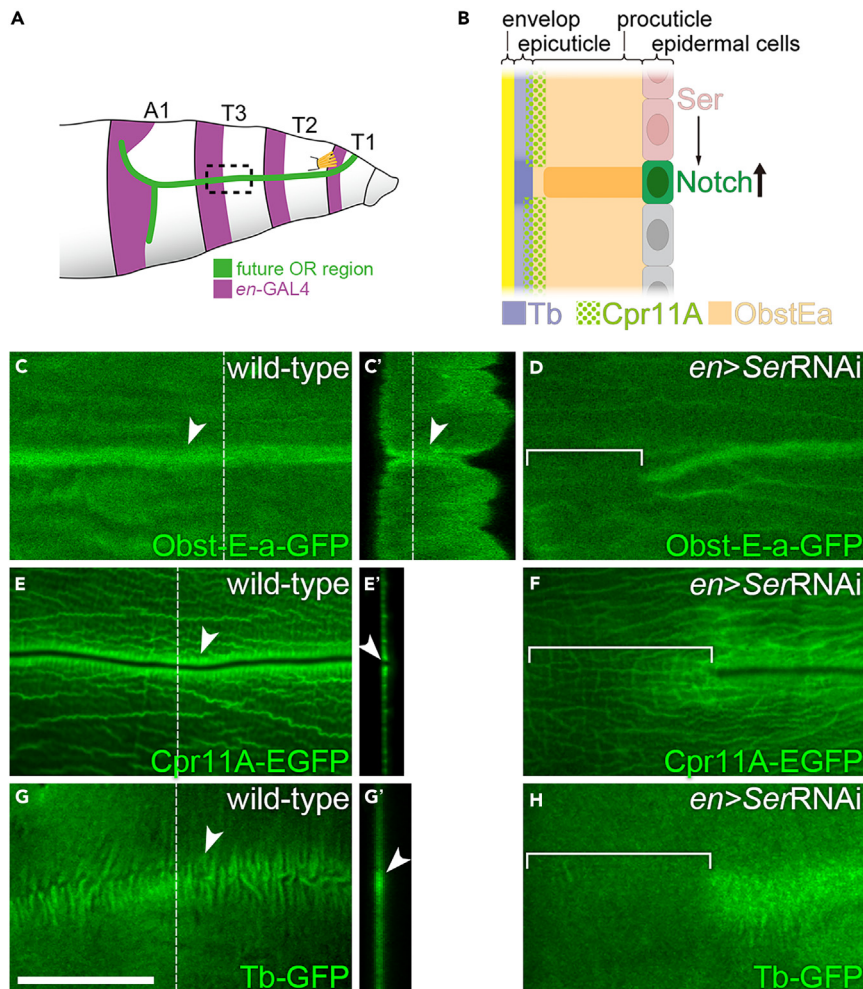 A
A1
T3
T2
T1
future OR region
en-GAL4
B
envelop
procuticle
epicuticle
epidermal cells
Ser
Notch
Tb
Cpr11A
ObstEa
C
wild-type
Obst-E-a-GFP
C'
D
en>SerRNAi
Obst-E-a-GFP
E
wild-type
Cpr11A-EGFP
E'
F
en>SerRNAi
Cpr11A-EGFP
G
wild-type
Tb-GFP
G'
H
en>SerRNAi
Tb-GFP